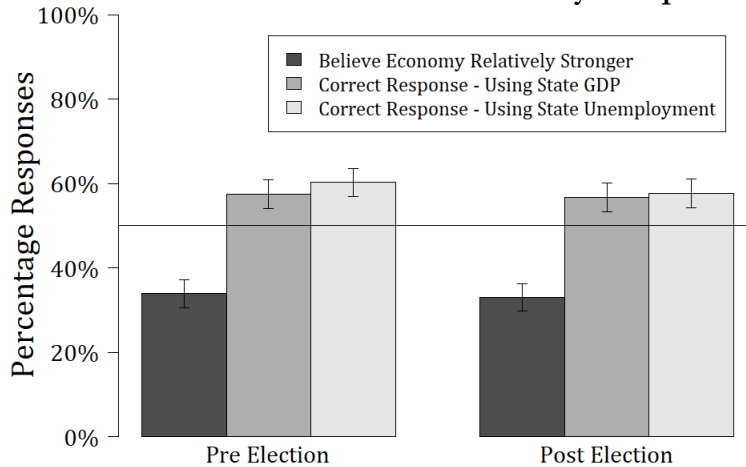 100%
80%
60%
40%
20%
0%
Percentage Responses
Believe Economy Relatively Stronger
Correct Response - Using State GDP
Correct Response - Using State Unemployment
Pre Election
Post Election